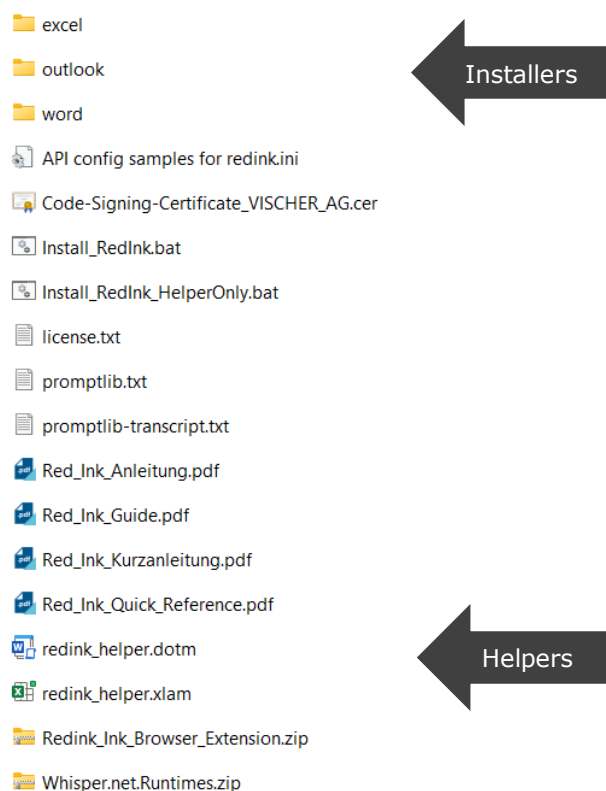 excel
outlook
Installers
word
API config samples for redink.ini
Code-Signing-Certificate_VISCHER_AG.cer
Install_RedInk.bat
Install_RedInk_HelperOnly.bat
license.txt
promptlib.txt
promptlib-transcript.txt
Red_Ink_Anleitung.pdf
Red_Ink_Guide.pdf
Red_Ink_Kurzanleitung.pdf
Red_Ink_Quick_Reference.pdf
redink_helper.dotm
Helpers
redink_helper.xlam
Redink_Ink_Browser_Extension.zip
Whisper.net.Runtimes.zip